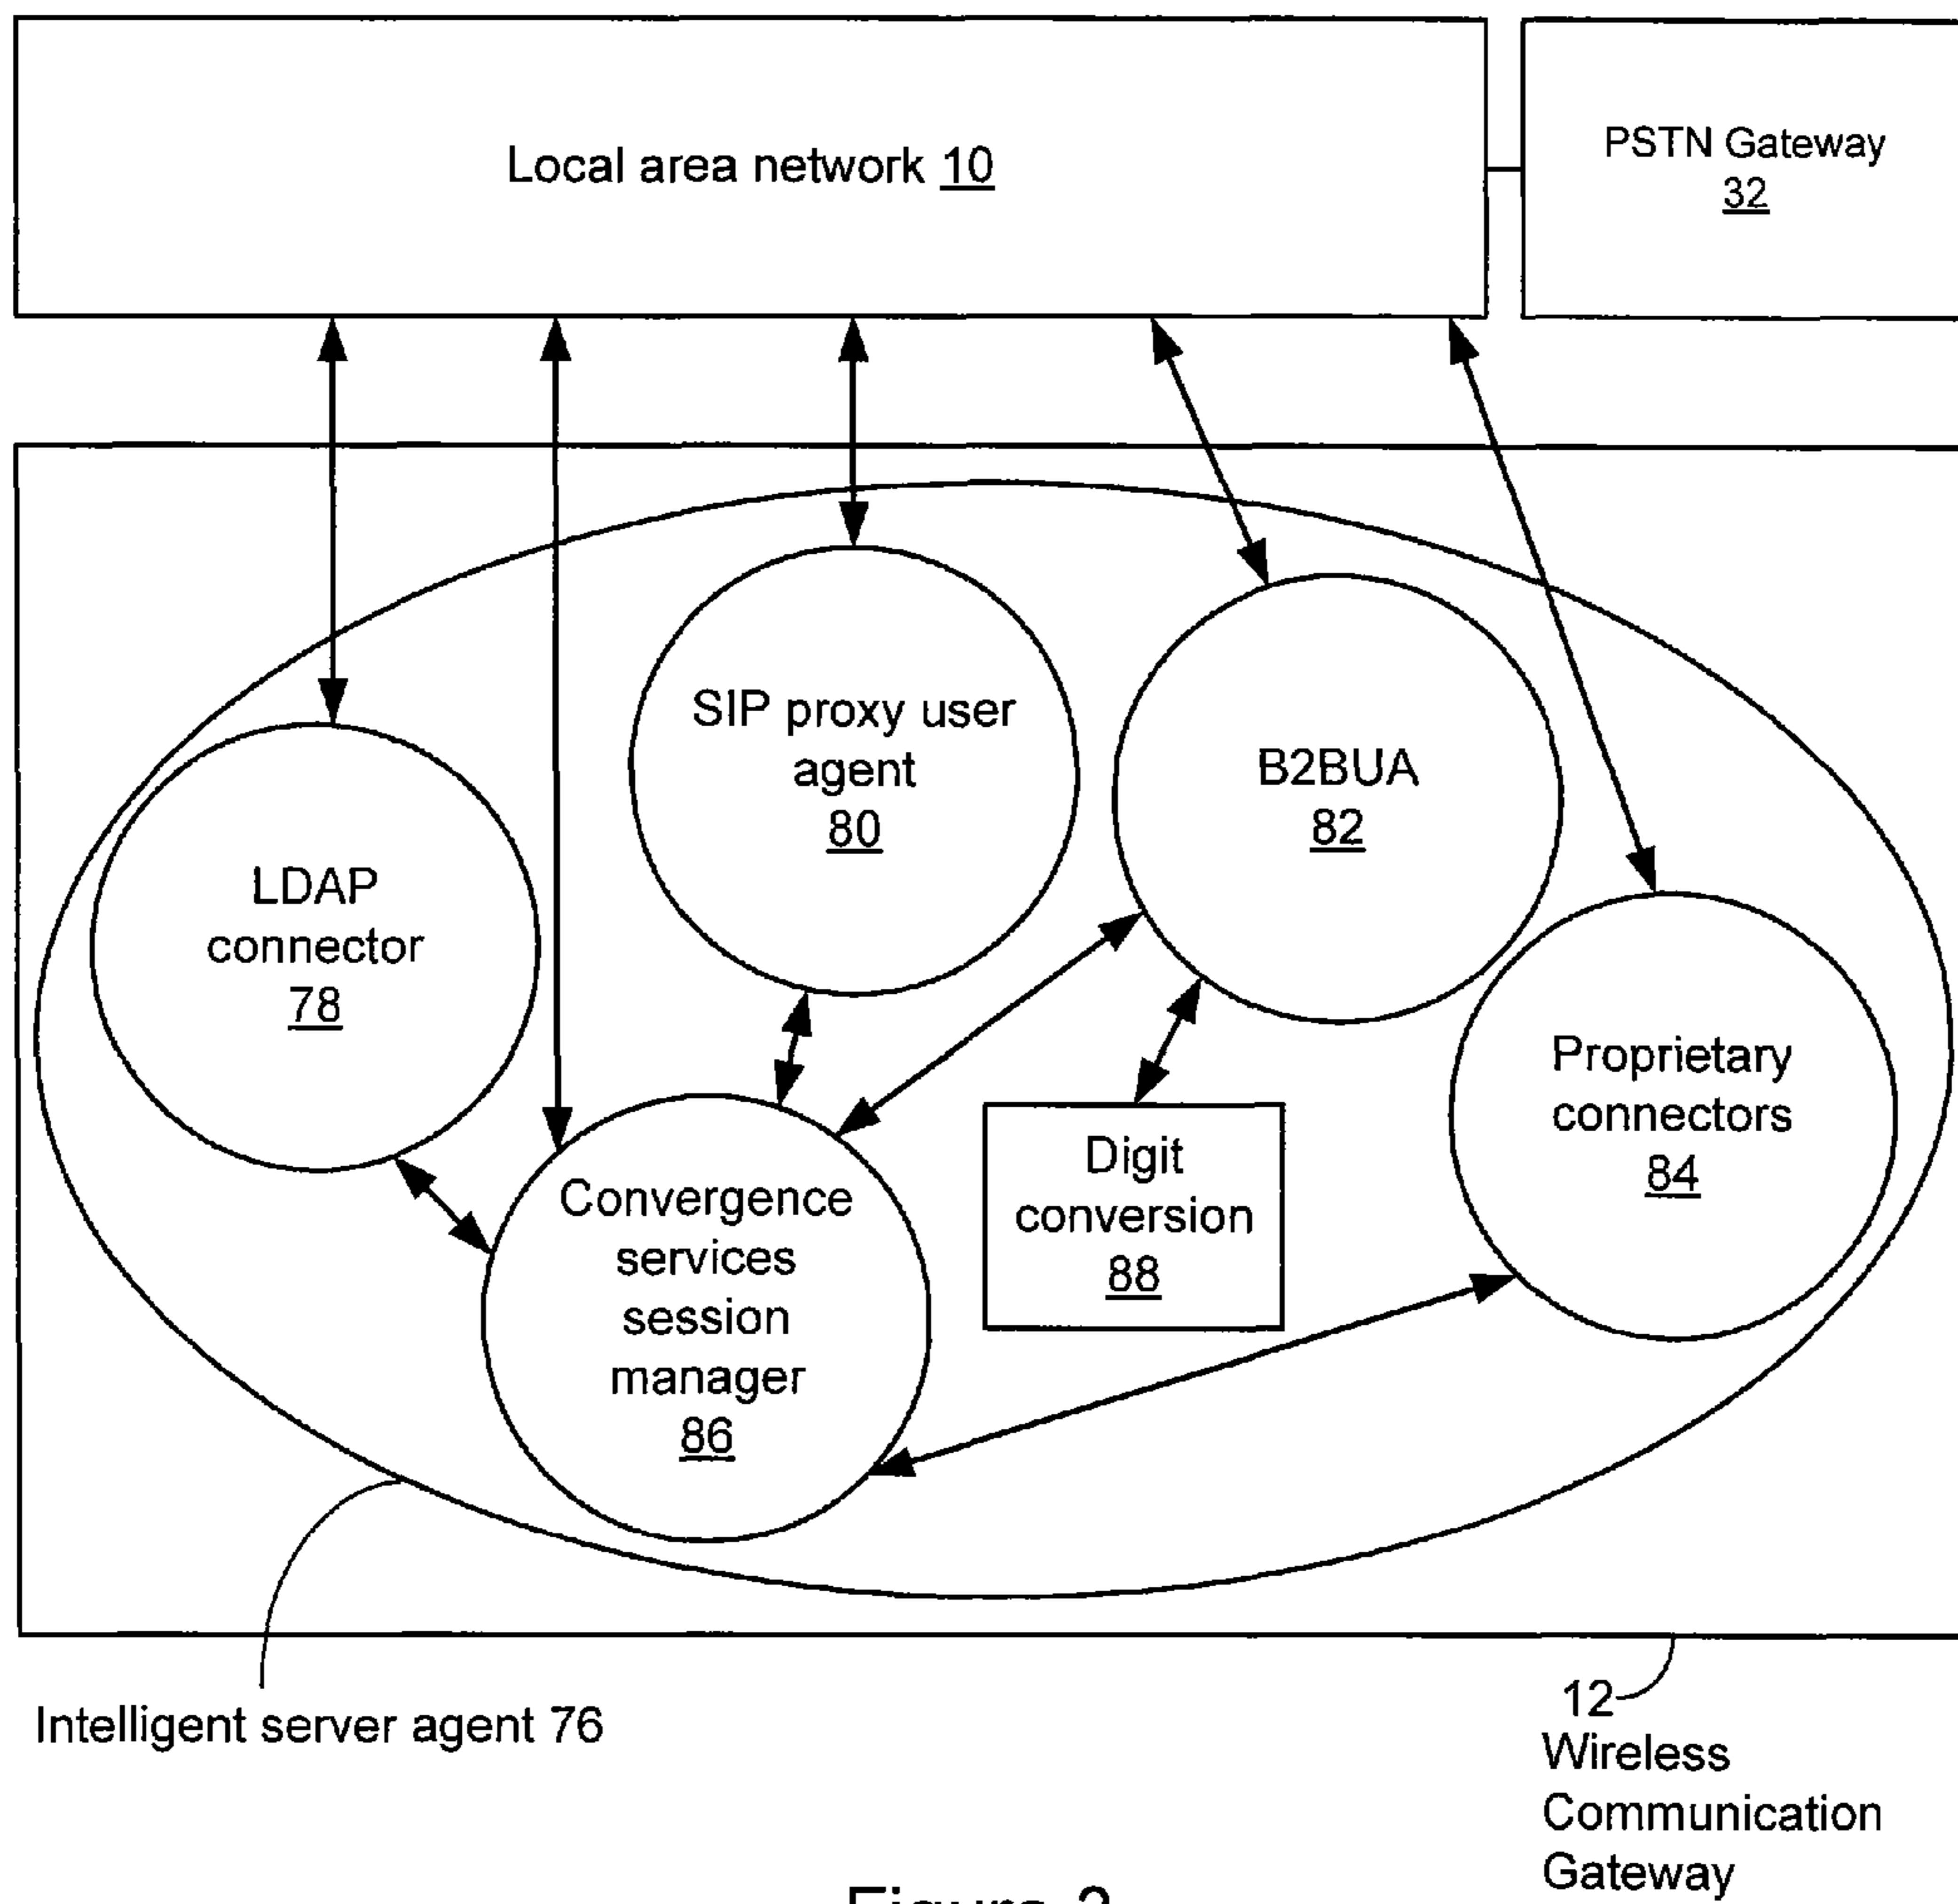 Local area network 10
PSTN Gateway
32
SIP proxy user
agent
80
B2BUA
82
LDAP
connector
78
Proprietary
connectors
84
Digit
conversion
88
Convergence
services
session
manager
86
Intelligent server agent 76
12
Wireless
Communication
Gateway
Figure